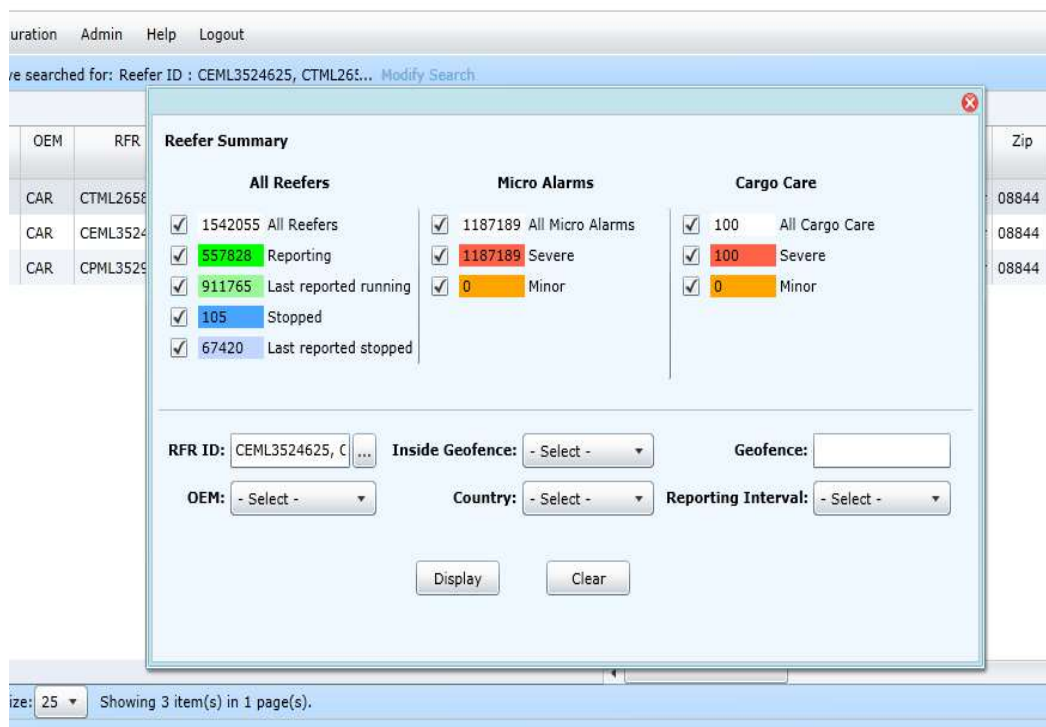 uration Admin Help Logout
ve searched for: Reefer ID : CEML3524625, CTML265... Modify Search
OEM RFR Zip
CAR CTML2658 08844
CAR CEML3524 08844
CAR CPML3529 08844
Reefer Summary
All Reefers Micro Alarms Cargo Care
1542055 All Reefers 1187189 All Micro Alarms 100 All Cargo Care
557828 Reporting 1187189 Severe 100 Severe
911765 Last reported running 0 Minor 0 Minor
105 Stopped
67420 Last reported stopped
RFR ID: CEML3524625, C ... Inside Geofence: - Select - Geofence:
OEM: - Select - Country: - Select - Reporting Interval: - Select -
Display Clear
ize: 25 Showing 3 item(s) in 1 page(s).